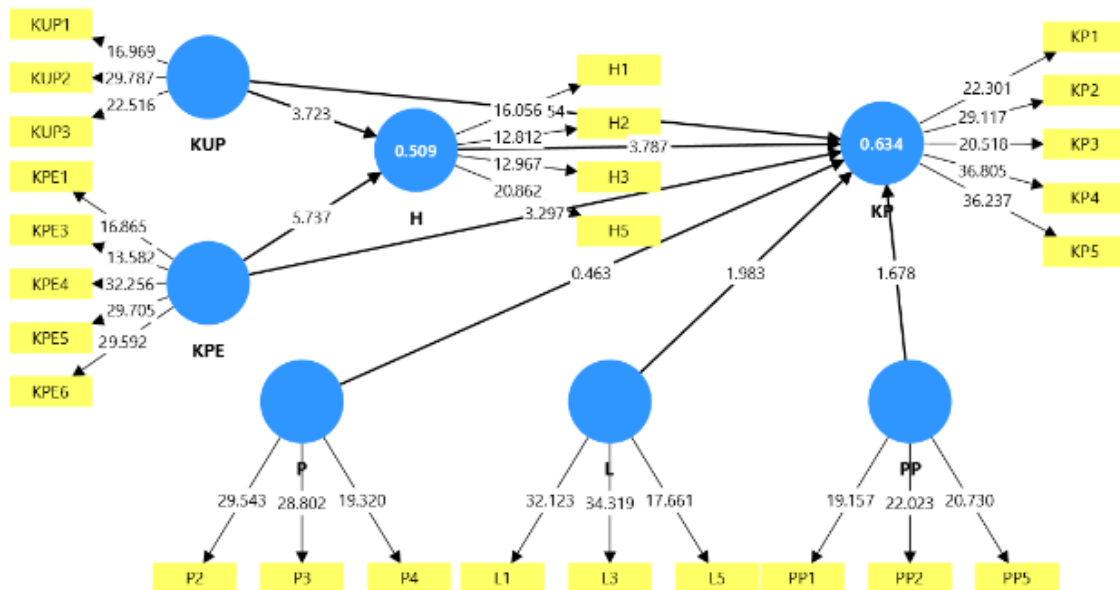 KUP1
16.969
KUP2
29.787
KUP3
22.516
KUP
3.723
KPE1
16.865
KPE3
13.582
KPE4
32.256
KPE5
29.705
KPE6
29.592
KPE
5.737
0.509
H
H1
16.056
54
H2
12.812
3.787
H3
12.967
H5
20.862
3.297
0.634
KP
KP1
22.301
KP2
29.117
KP3
20.518
KP4
36.805
KP5
36.237
0.463
1.983
1.678
P
L
PP
29.543
28.802
19.320
32.123
34.319
17.661
19.157
22.023
20.730
P2
P3
P4
L1
L3
L5
PP1
PP2
PP5